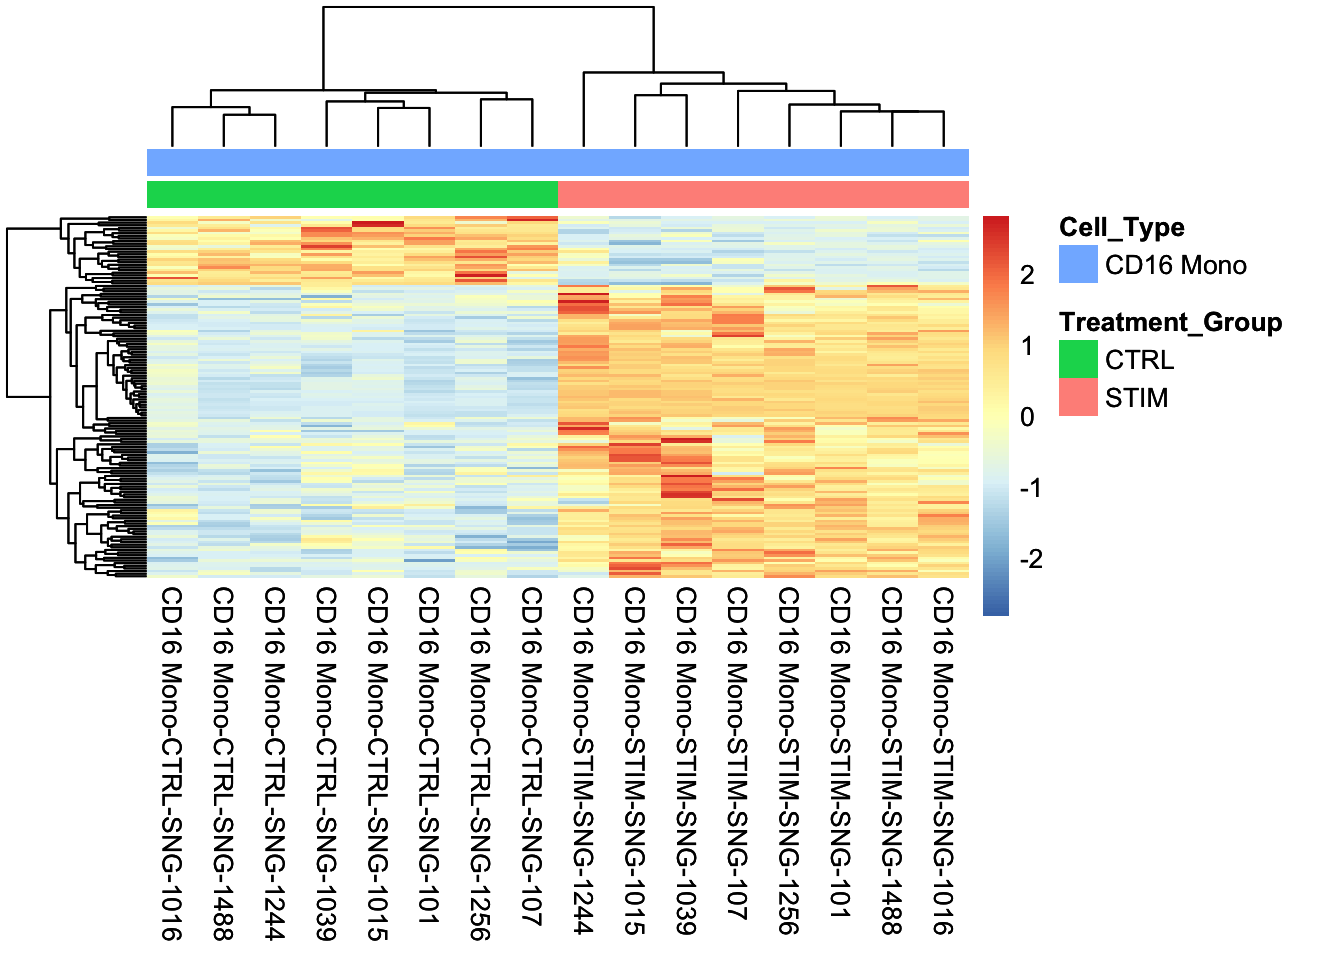 Cell_Type
CD16 Mono
Treatment_Group
CTRL
STIM
2
1
0
-1
-2
CD16 Mono-CTRL-SNG-1016
CD16 Mono-CTRL-SNG-1488
CD16 Mono-CTRL-SNG-1244
CD16 Mono-CTRL-SNG-1039
CD16 Mono-CTRL-SNG-1015
CD16 Mono-CTRL-SNG-101
CD16 Mono-CTRL-SNG-1256
CD16 Mono-CTRL-SNG-107
CD16 Mono-STIM-SNG-1244
CD16 Mono-STIM-SNG-1015
CD16 Mono-STIM-SNG-1039
CD16 Mono-STIM-SNG-107
CD16 Mono-STIM-SNG-1256
CD16 Mono-STIM-SNG-101
CD16 Mono-STIM-SNG-1488
CD16 Mono-STIM-SNG-1016